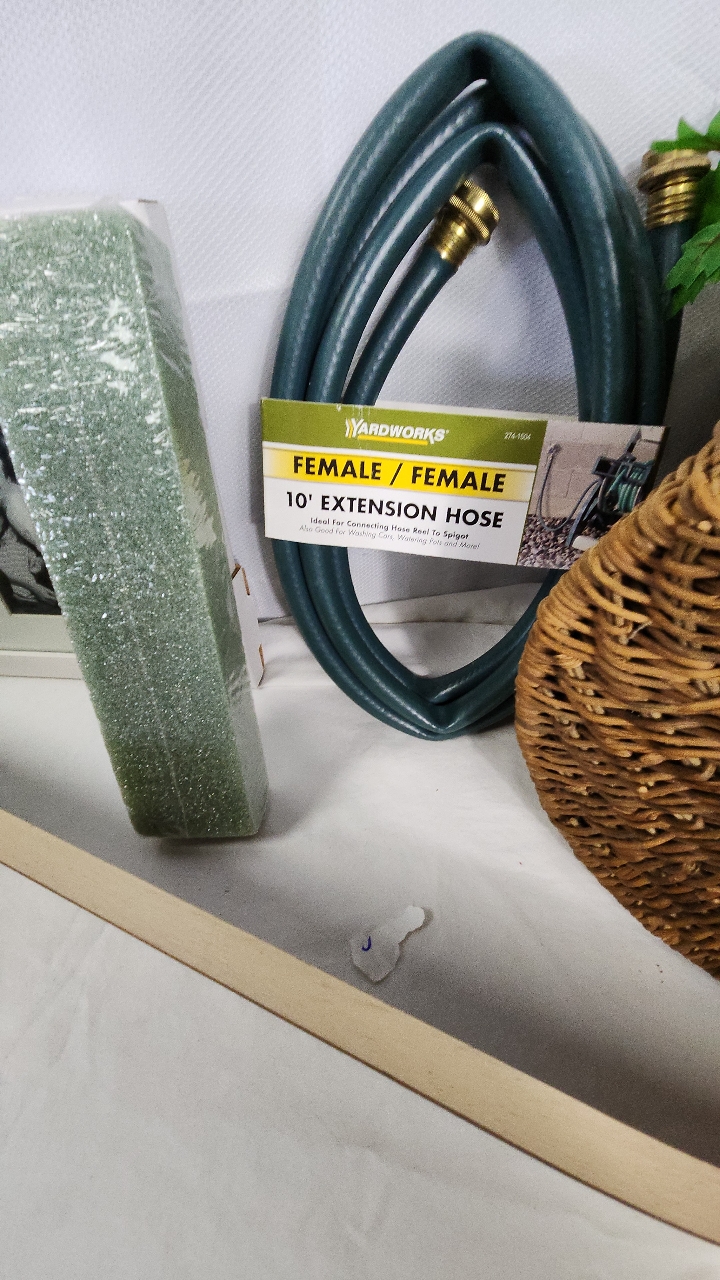 YARDWORKS®
274-1504
FEMALE / FEMALE
10' EXTENSION HOSE
Ideal For Connecting Hose Reel To Spigot
Also Good For Washing Cars, Watering Pots and More!